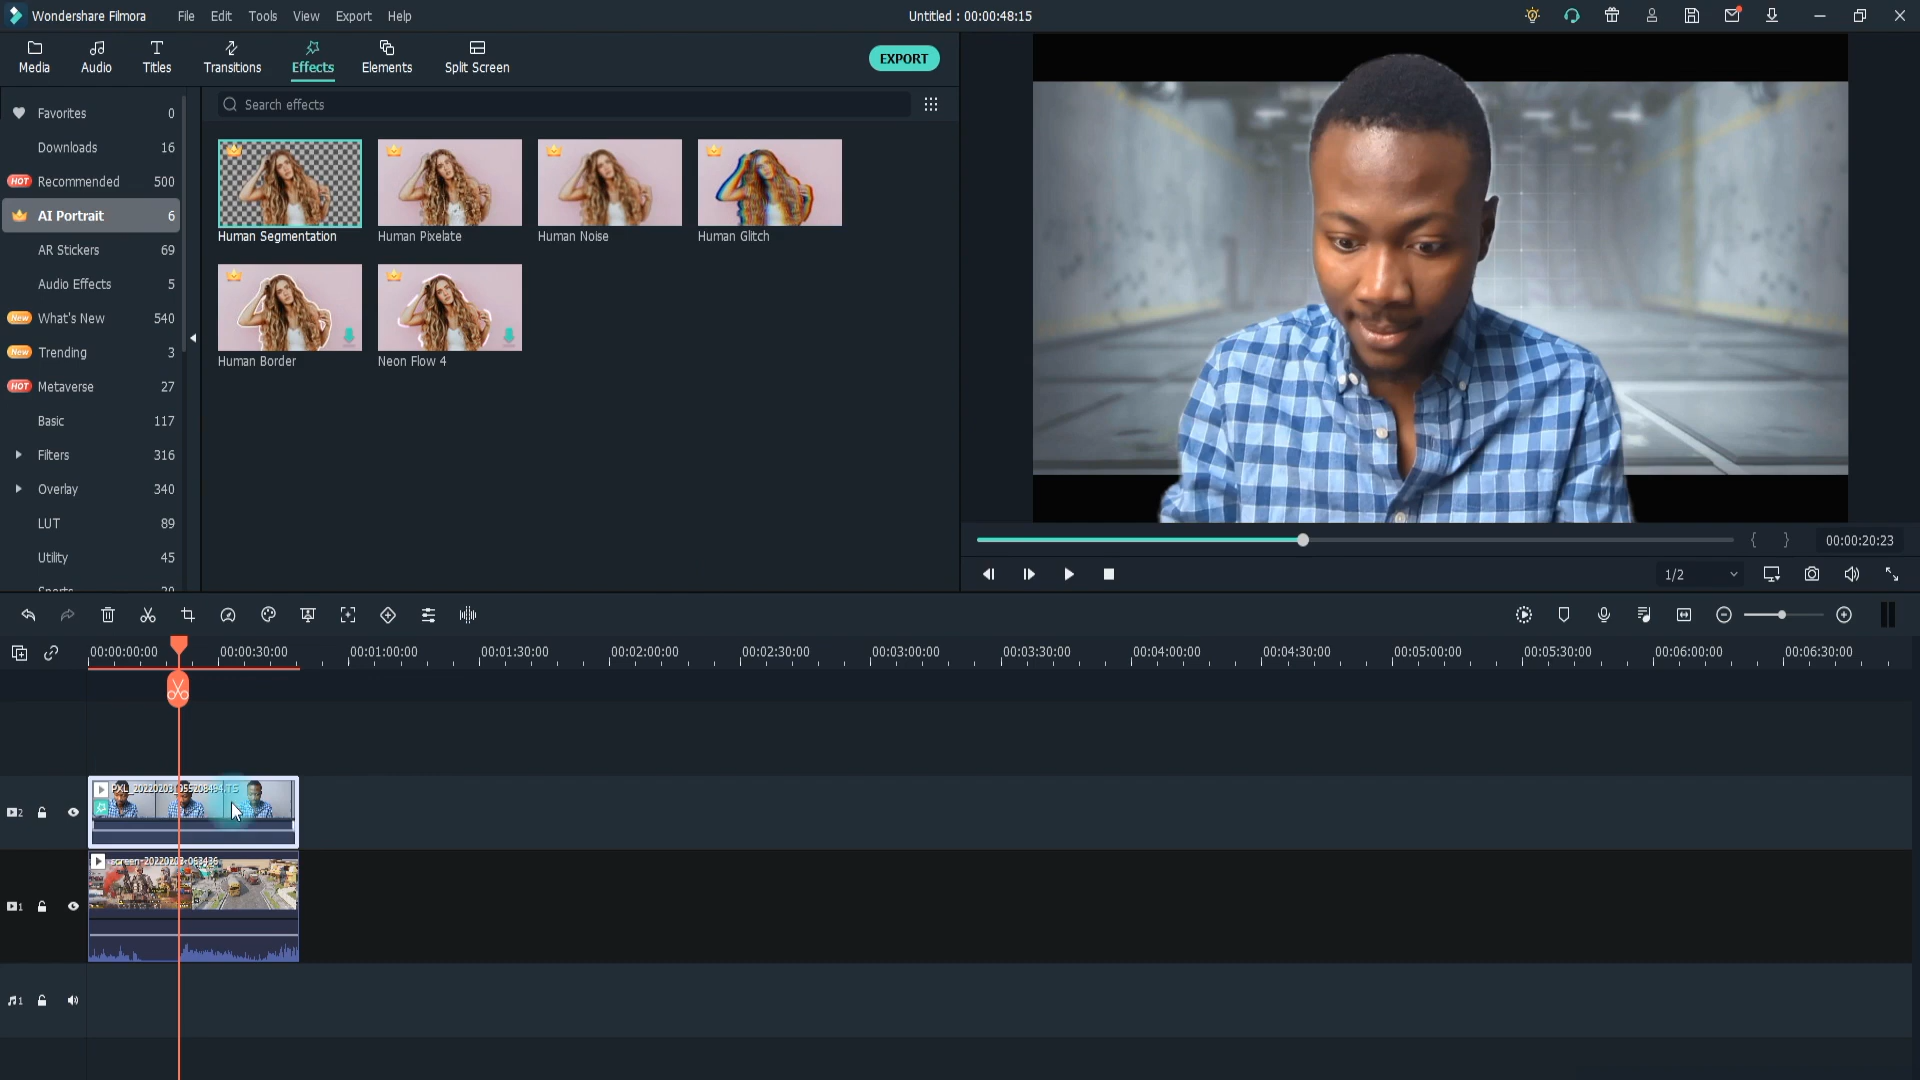 Wondershare Filmora
File Edit Tools View Export Help
Untitled : 00:00:48:15
Media Audio Titles Transitions Effects Elements Split Screen
EXPORT
Search effects
Favorites 0
Downloads 16
HOT Recommended 500
AI Portrait 6
AR Stickers 69
Audio Effects 5
New What's New 540
New Trending 3
HOT Metaverse 27
Basic 117
Filters 316
Overlay 340
LUT 89
Utility 45
Human Segmentation Human Pixelate Human Noise Human Glitch
Human Border Neon Flow 4
{ } 00:00:20:23
1/2
00:00:00:00 00:00:30:00 00:01:00:00 00:01:30:00 00:02:00:00 00:02:30:00 00:03:00:00 00:03:30:00 00:04:00:00 00:04:30:00 00:05:00:00 00:05:30:00 00:06:00:00 00:06:30:00
2
1
screen-20220203-063436
1